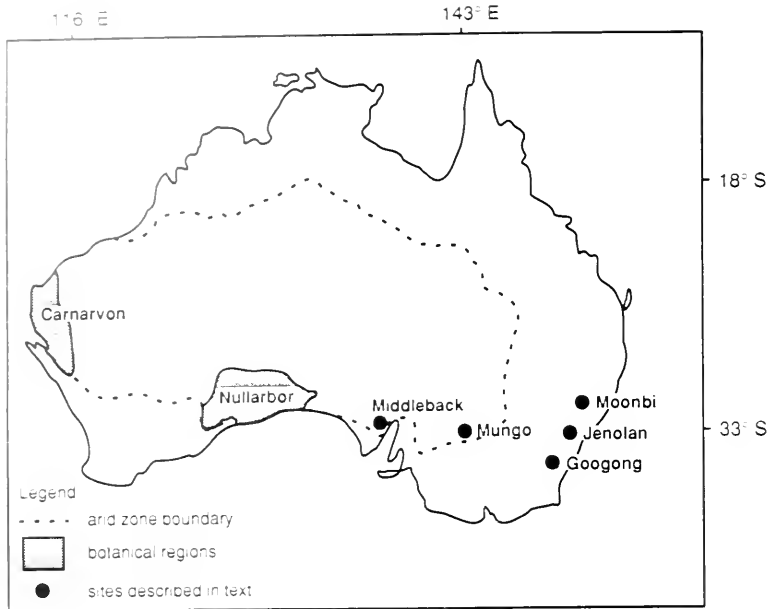 116° E
143° E
18° S
Carnarvon
Nullarbor
Middleback
Moonbi
Mungo
Jenolan
33° S
Googong
Legend
arid zone boundary
botanical regions
sites described in text